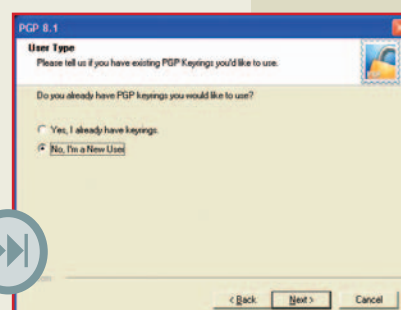 PGP 8.1
User Type
Please tell us if you have existing PGP Keyrings you'd like to use.
Do you already have PGP keyrings you would like to use?
Yes, I already have keyrings.
No, I'm a New User
< Back
Next >
Cancel